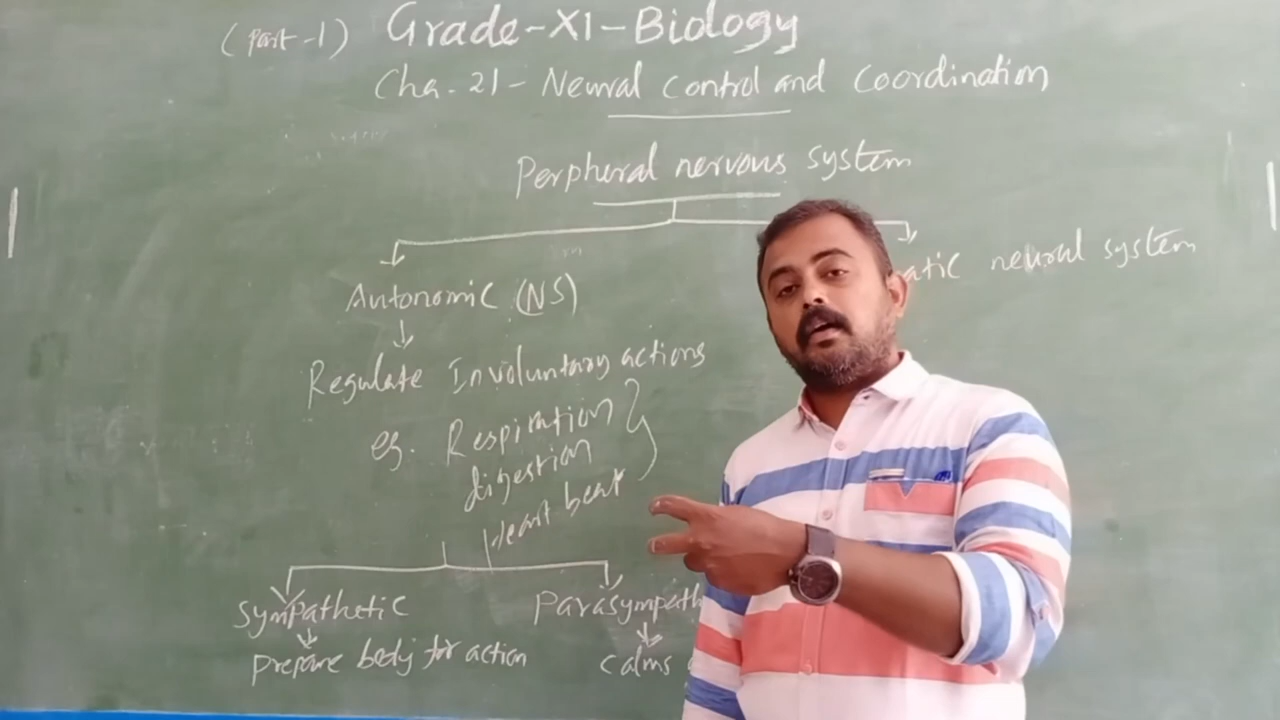 (Part-1) Grade-XI-Biology
Cha. 21 - Neural control and coordination
Perpheral nervous system
Autonomic (NS)
atic neural system
Regulate Involuntary actions
eg. Respiration
digestion
Heart beat
Sympathetic
Parasympath
Prepare body for action
Calms